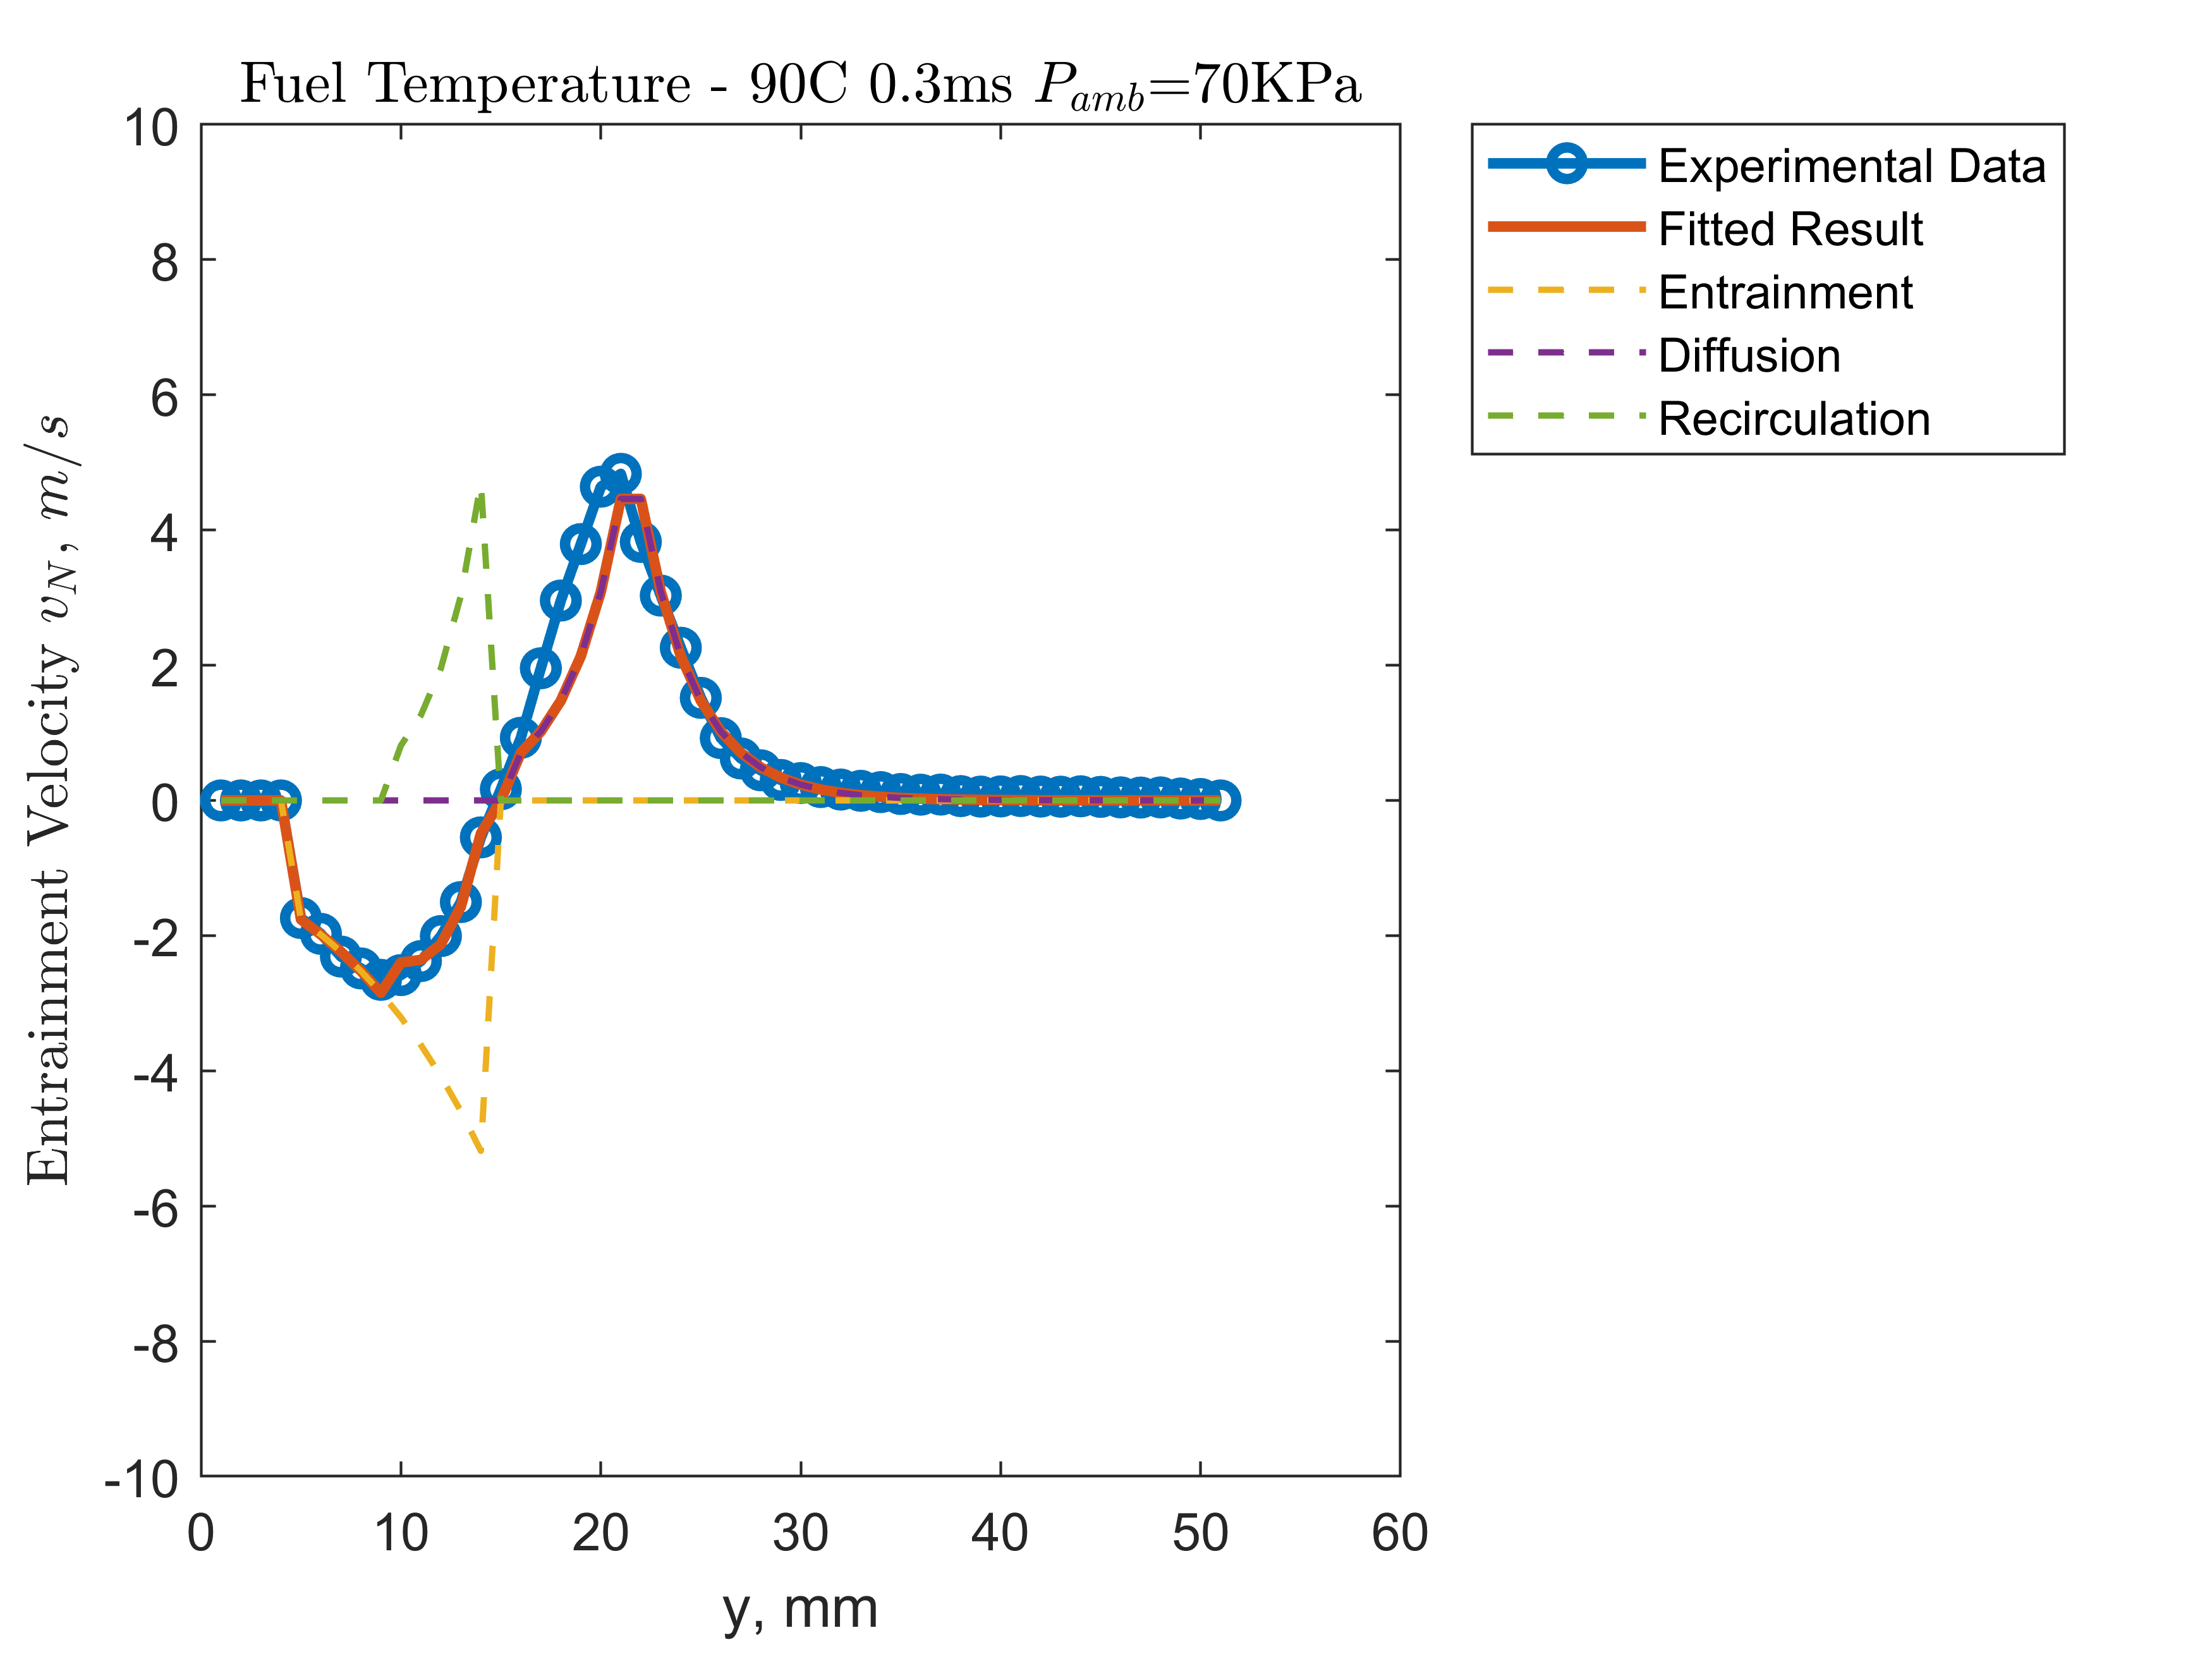 Fuel Temperature - 90C 0.3ms P_amb=70KPa
Entrainment Velocity v_N, m/s
10
8
6
4
2
0
-2
-4
-6
-8
-10
0 10 20 30 40 50 60
y, mm
Experimental Data
Fitted Result
Entrainment
Diffusion
Recirculation